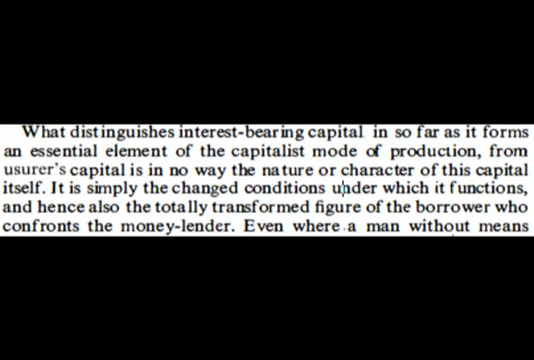 What distinguishes interest-bearing capital in so far as it forms
an essential element of the capitalist mode of production, from
usurer's capital is in no way the nature or character of this capital
itself. It is simply the changed conditions under which it functions,
and hence also the totally transformed figure of the borrower who
confronts the money-lender. Even where a man without means